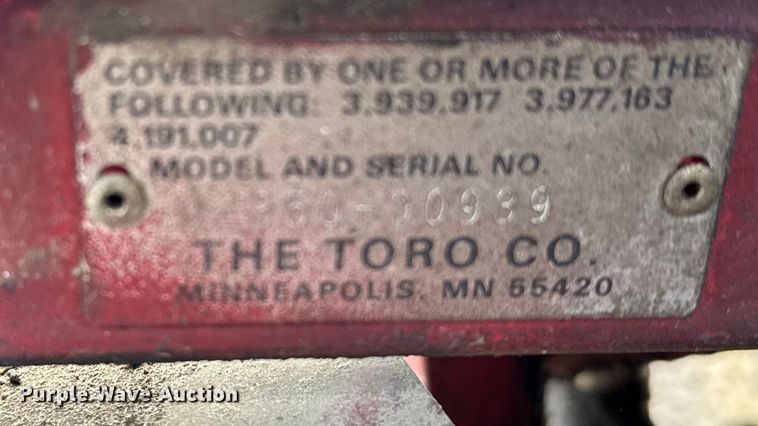 COVERED BY ONE OR MORE OF THE
FOLLOWING: 3.939.917 3.977.163
4.191.007
MODEL AND SERIAL NO.
THE TORO CO.
MINNEAPOLIS, MN 55420
Purple Wave Auction